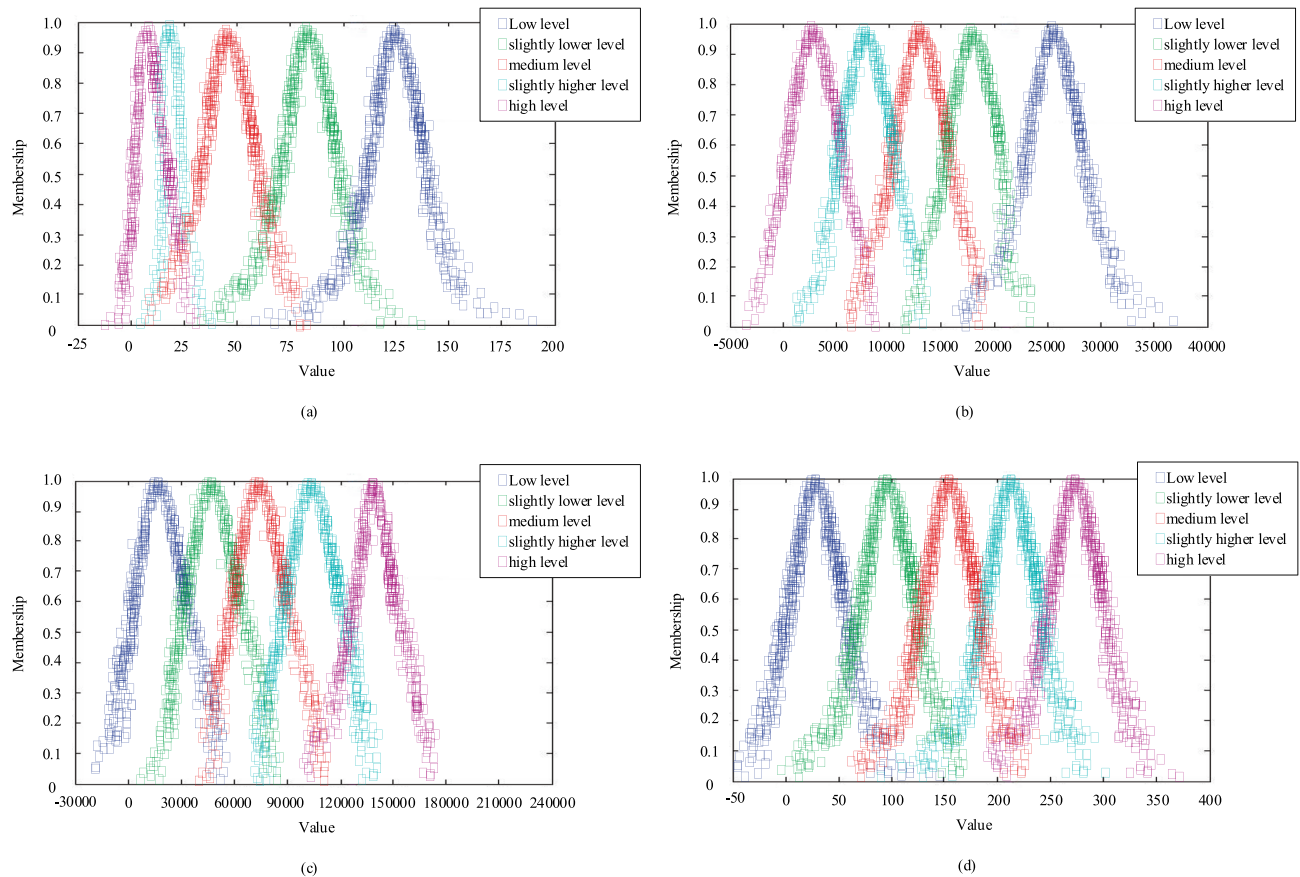 1.0
0.9
0.8
0.7
0.6
0.5
0.4
0.3
0.2
0.1
0
Membership
-25
0
25
50
75
100
125
150
175
200
Value
Low level
slightly lower level
medium level
slightly higher level
high level
(a)
1.0
0.9
0.8
0.7
0.6
0.5
0.4
0.3
0.2
0.1
0
Membership
-5000
0
5000
10000
15000
20000
25000
30000
35000
40000
Value
Low level
slightly lower level
medium level
slightly higher level
high level
(b)
1.0
0.9
0.8
0.7
0.6
0.5
0.4
0.3
0.2
0.1
0
Membership
-30000
0
30000
60000
90000
120000
150000
180000
210000
240000
Value
Low level
slightly lower level
medium level
slightly higher level
high level
(c)
1.0
0.9
0.8
0.7
0.6
0.5
0.4
0.3
0.2
0.1
0
Membership
-50
0
50
100
150
200
250
300
350
400
Value
Low level
slightly lower level
medium level
slightly higher level
high level
(d)